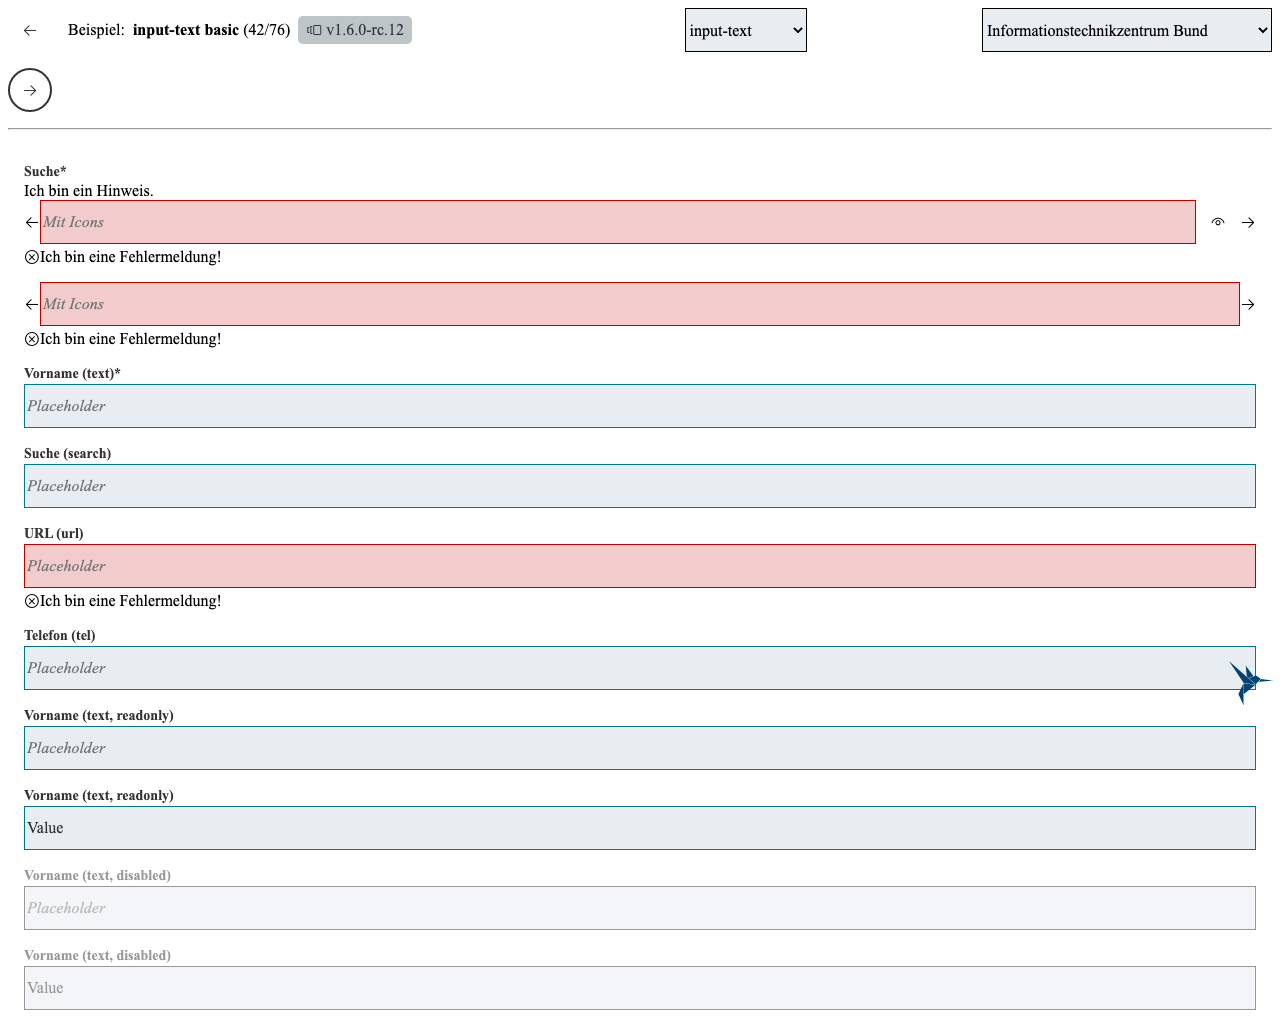 Beispiel: input-text basic (42/76) v1.6.0-rc.12 input-text Informationstechnikzentrum Bund
Suche*
Ich bin ein Hinweis.
Mit Icons
Ich bin eine Fehlermeldung!
Mit Icons
Ich bin eine Fehlermeldung!
Vorname (text)*
Placeholder
Suche (search)
Placeholder
URL (url)
Placeholder
Ich bin eine Fehlermeldung!
Telefon (tel)
Placeholder
Vorname (text, readonly)
Placeholder
Vorname (text, readonly)
Value
Vorname (text, disabled)
Placeholder
Vorname (text, disabled)
Value